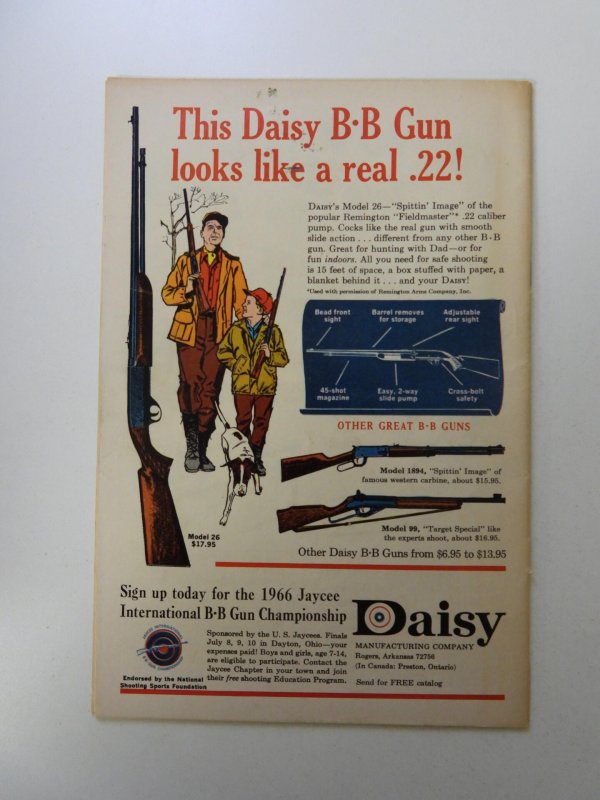 This Daisy B·B Gun
looks like a real .22!
DAISY'S Model 26—"Spittin' Image" of the
popular Remington "Fieldmaster"* .22 caliber
pump. Cocks like the real gun with smooth
slide action . . . different from any other B·B
gun. Great for hunting with Dad—or for
fun indoors. All you need for safe shooting
is 15 feet of space, a box stuffed with paper, a
blanket behind it . . . and your DAISY!
*Used with permission of Remington Arms Company, Inc.
Bead front
sight
Barrel removes
for storage
Adjustable
rear sight
45-shot
magazine
Easy, 2-way
slide pump
Cross-bolt
safety
OTHER GREAT B·B GUNS
Model 1894, "Spittin' Image" of
famous western carbine, about $15.95.
Model 99, "Target Special" like
the experts shoot, about $16.95.
Other Daisy B·B Guns from $6.95 to $13.95
Model 26
$17.95
Sign up today for the 1966 Jaycee
International B·B Gun Championship
Sponsored by the U. S. Jaycees. Finals
July 8, 9, 10 in Dayton, Ohio—your
expenses paid! Boys and girls, age 7-14,
are eligible to participate. Contact the
Jaycee Chapter in your town and join
their free shooting Education Program.
Endorsed by the National
Shooting Sports Foundation
Daisy
MANUFACTURING COMPANY
Rogers, Arkansas 72756
(In Canada: Preston, Ontario)
Send for FREE catalog